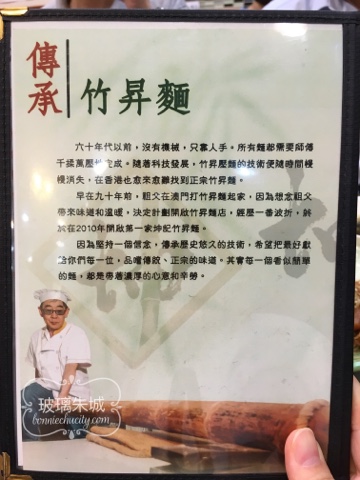 傳承
竹昇麵
六十年代以前，沒有機械，只靠人手。所有麵都需要師傅
千揉萬壓地完成。隨著科技發展，竹昇壓麵的技術便隨時間慢
慢消失，在香港也愈來愈難找到正宗竹昇麵。
早在九十年前，祖父在澳門打竹昇麵起家，因為想念祖父
帶來味道和溫暖，決定計劃開啟竹昇麵店，經歷一番波折，終
於在2010年開啟第一家坤記竹昇麵。
因為堅持一個信念，傳承歷史悠久的技術，希望把最好獻
給你們每一位，品嚐傳說、正宗的味道。其實每一個看似簡單
的麵，都是帶著濃厚的心意和辛勞。
玻璃朱城
bonniechucity.com